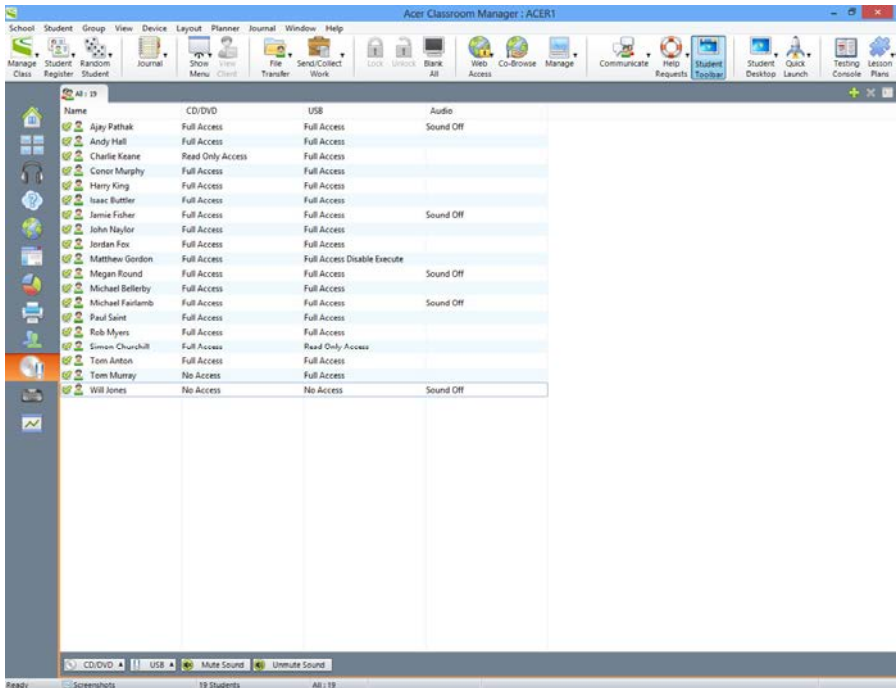 Acer Classroom Manager : ACER1
School Student Group View Device Layout Planner Journal Window Help
Manage Class Student Register Random Student Journal Show Menu View Client File Transfer Send/Collect Work Lock Unlock Blank All Web Access Co-Browse Manage Communicate Help Requests Student Toolbar Student Desktop Quick Launch Testing Console Lesson Plans
All : 19
Name CD/DVD USB Audio
Ajay Pathak Full Access Full Access Sound Off
Andy Hall Full Access Full Access
Charlie Keane Read Only Access Full Access
Conor Murphy Full Access Full Access
Harry King Full Access Full Access
Isaac Buttler Full Access Full Access
Jamie Fisher Full Access Full Access Sound Off
John Naylor Full Access Full Access
Jordan Fox Full Access Full Access
Matthew Gordon Full Access Full Access Disable Execute
Megan Round Full Access Full Access Sound Off
Michael Bellerby Full Access Full Access
Michael Fairlamb Full Access Full Access Sound Off
Paul Saint Full Access Full Access
Rob Myers Full Access Full Access
Simon Churchill Full Access Read Only Access
Tom Anton Full Access Full Access
Tom Murray No Access Full Access
Will Jones No Access No Access Sound Off
CD/DVD USB Mute Sound Unmute Sound
Ready Screenshots 19 Students All : 19